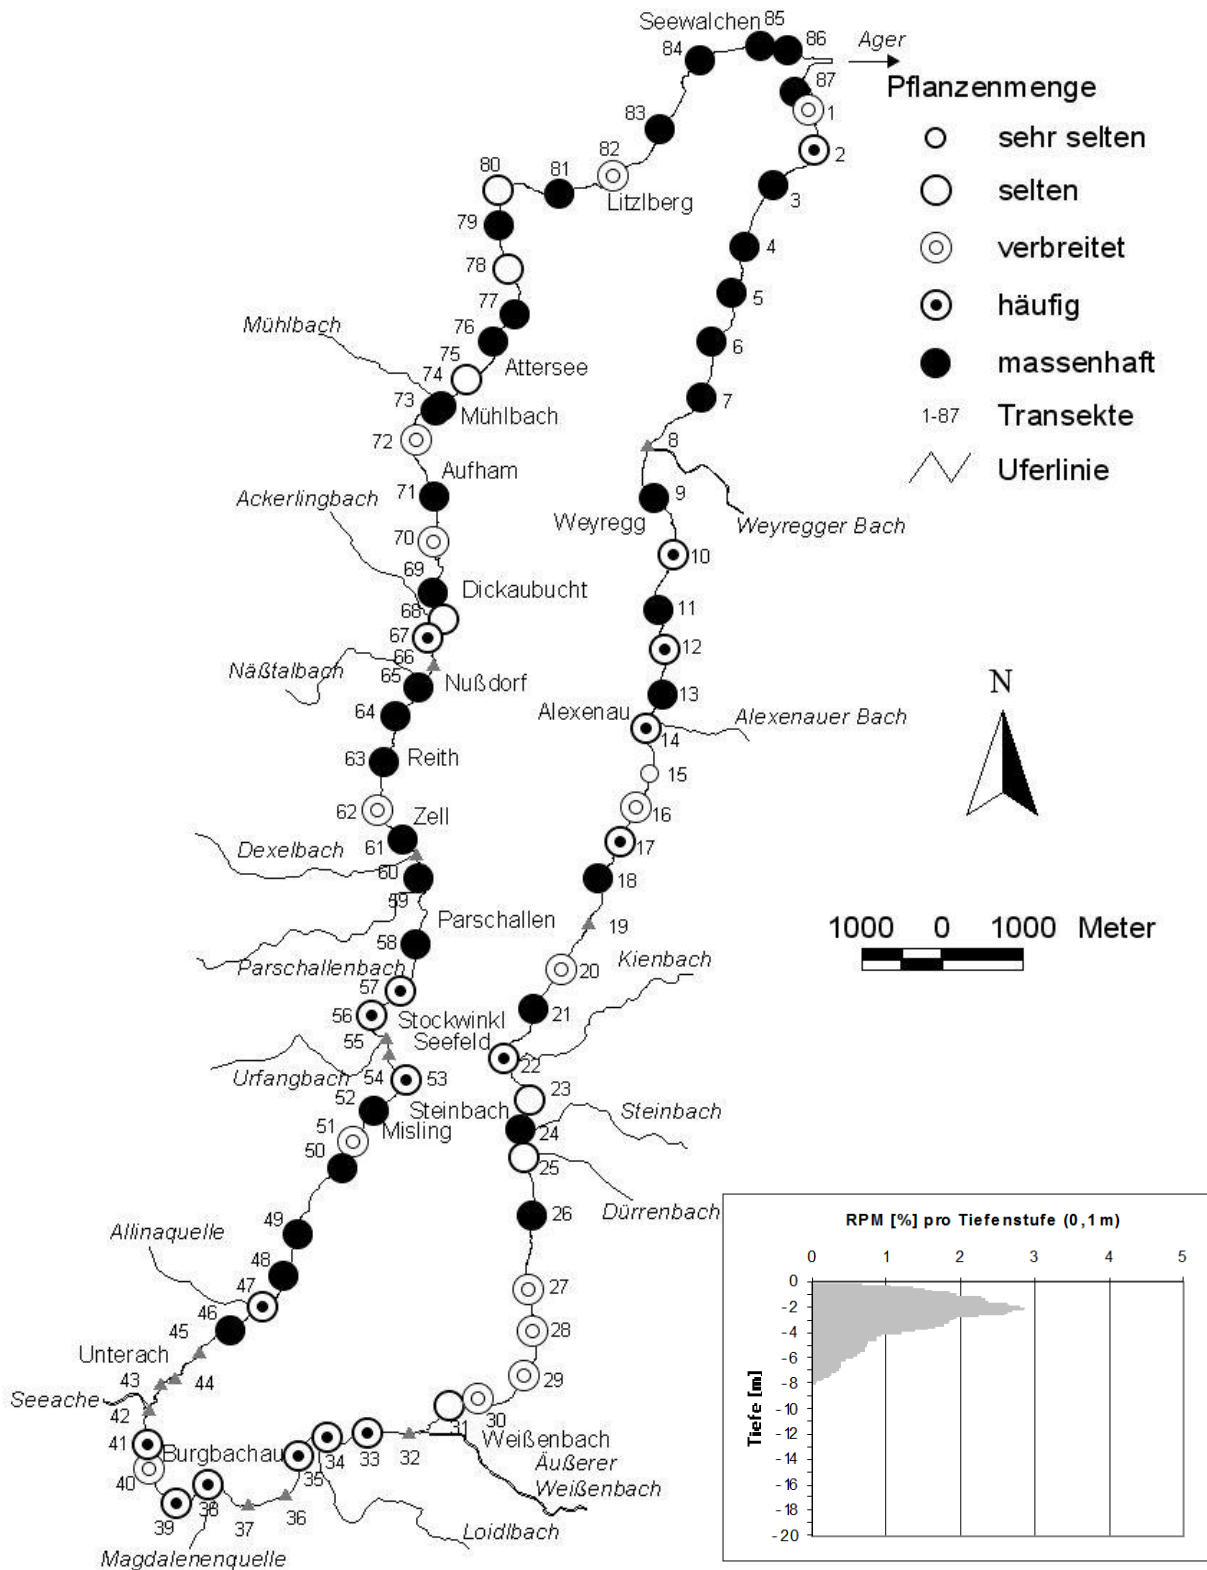 Seewalchen
85
86
84
Ager
87
Pflanzenmenge
1
sehr selten
83
2
82
80
81
selten
3
Litzlberg
79
verbreitet
4
78
5
häufig
77
Mühlbach
76
6
75
Attersee
massenhaft
74
7
73
Mühlbach
1-87
Transekte
72
8
Aufham
Uferlinie
Ackerlingbach
71
9
Weyregg
Weyregger Bach
70
10
69
Dickaubucht
11
68
67
12
66
Näßtalbach
65
Nußdorf
13
N
64
Alexenau
Alexenauer Bach
14
63
Reith
15
62
Zell
16
61
17
Dexelbach
60
18
59
Parschallen
19
1000 0 1000 Meter
58
Kienbach
Parschallenbach
20
57
56
Stockwinkl
21
55
Seefeld
22
Urfangbach
54
53
23
52
Steinbach
Steinbach
Misling
24
51
50
25
Dürrenbach
26
49
Allinaquelle
48
27
47
46
28
45
Unterach
29
43
44
Seeache
30
42
31
41
Burgbachau
32
Weißenbach
33
34
Äußerer
35
Weißenbach
40
38
36
39
37
Loidlbach
Magdalenenquelle
RPM [%] pro Tiefenstufe (0,1 m)
0 1 2 3 4 5
Tiefe [m]
0
-2
-4
-6
-8
-10
-12
-14
-16
-18
-20